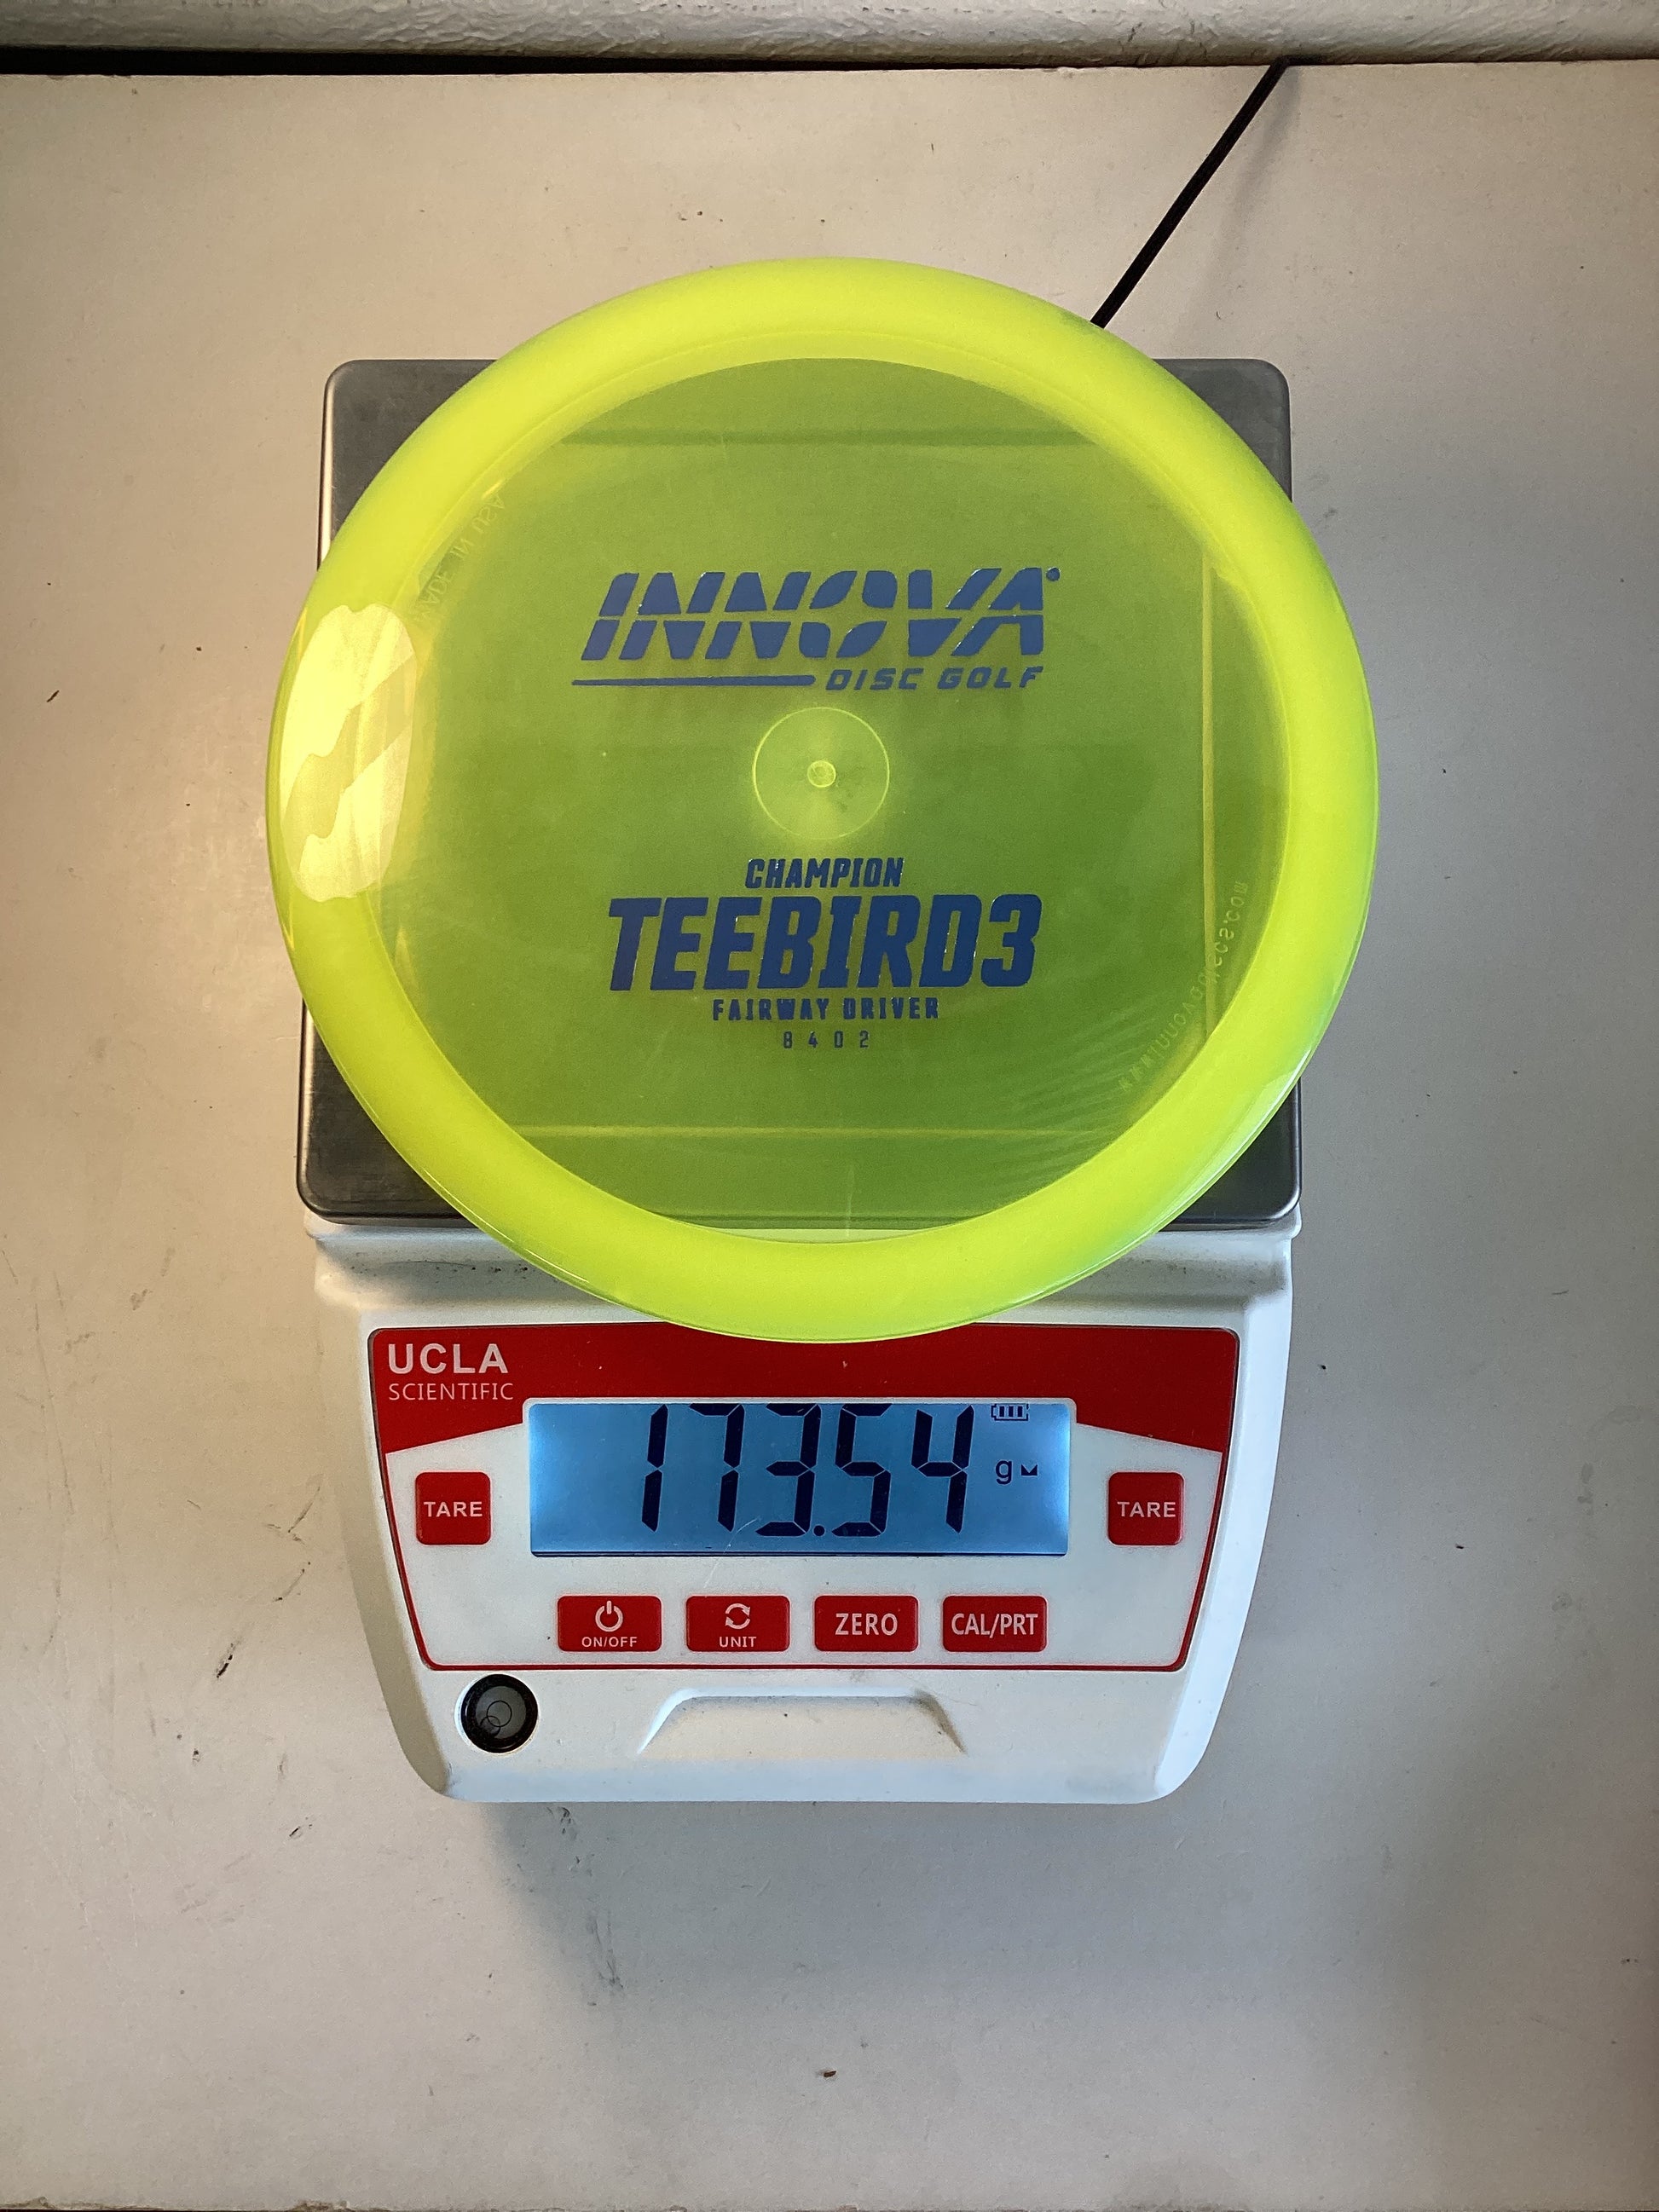 INNOVA
DISC GOLF
CHAMPION
TEEBIRD3
FAIRWAY DRIVER
8 4 0 2
UCLA
SCIENTIFIC
173.54
g
TARE
TARE
ON/OFF
UNIT
ZERO
CAL/PRT